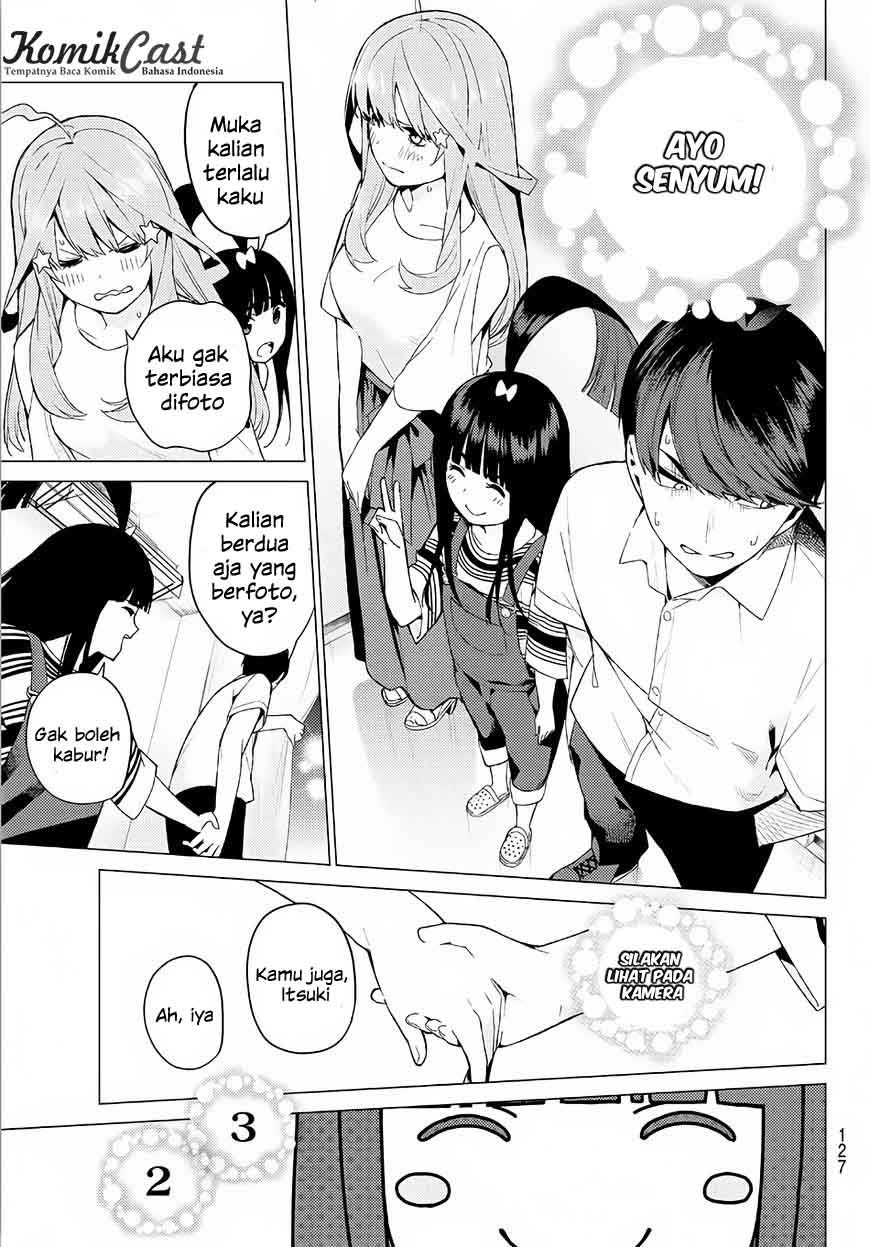 KomikCast
Tempatnya Baca Komik Bahasa Indonesia
AYO
SENYUM!
Muka
kalian
terlalu
kaku
Aku gak
terbiasa
difoto
Kalian
berdua
aja yang
berfoto,
ya?
Gak boleh
kabur!
SILAKAN
LIHAT PADA
KAMERA
Kamu juga,
Itsuki
Ah, iya
3
2
127